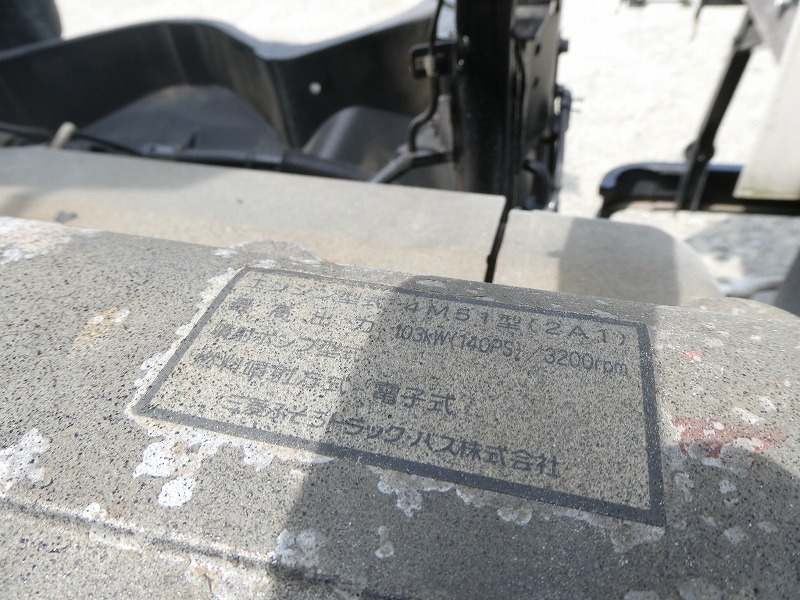 エンジン型式 4M51型(2A1)
最高出力 103kW(140PS)/3200rpm
噴射ポンプ型式
燃料噴射方式 電子式
三菱ふそうトラック・バス株式会社